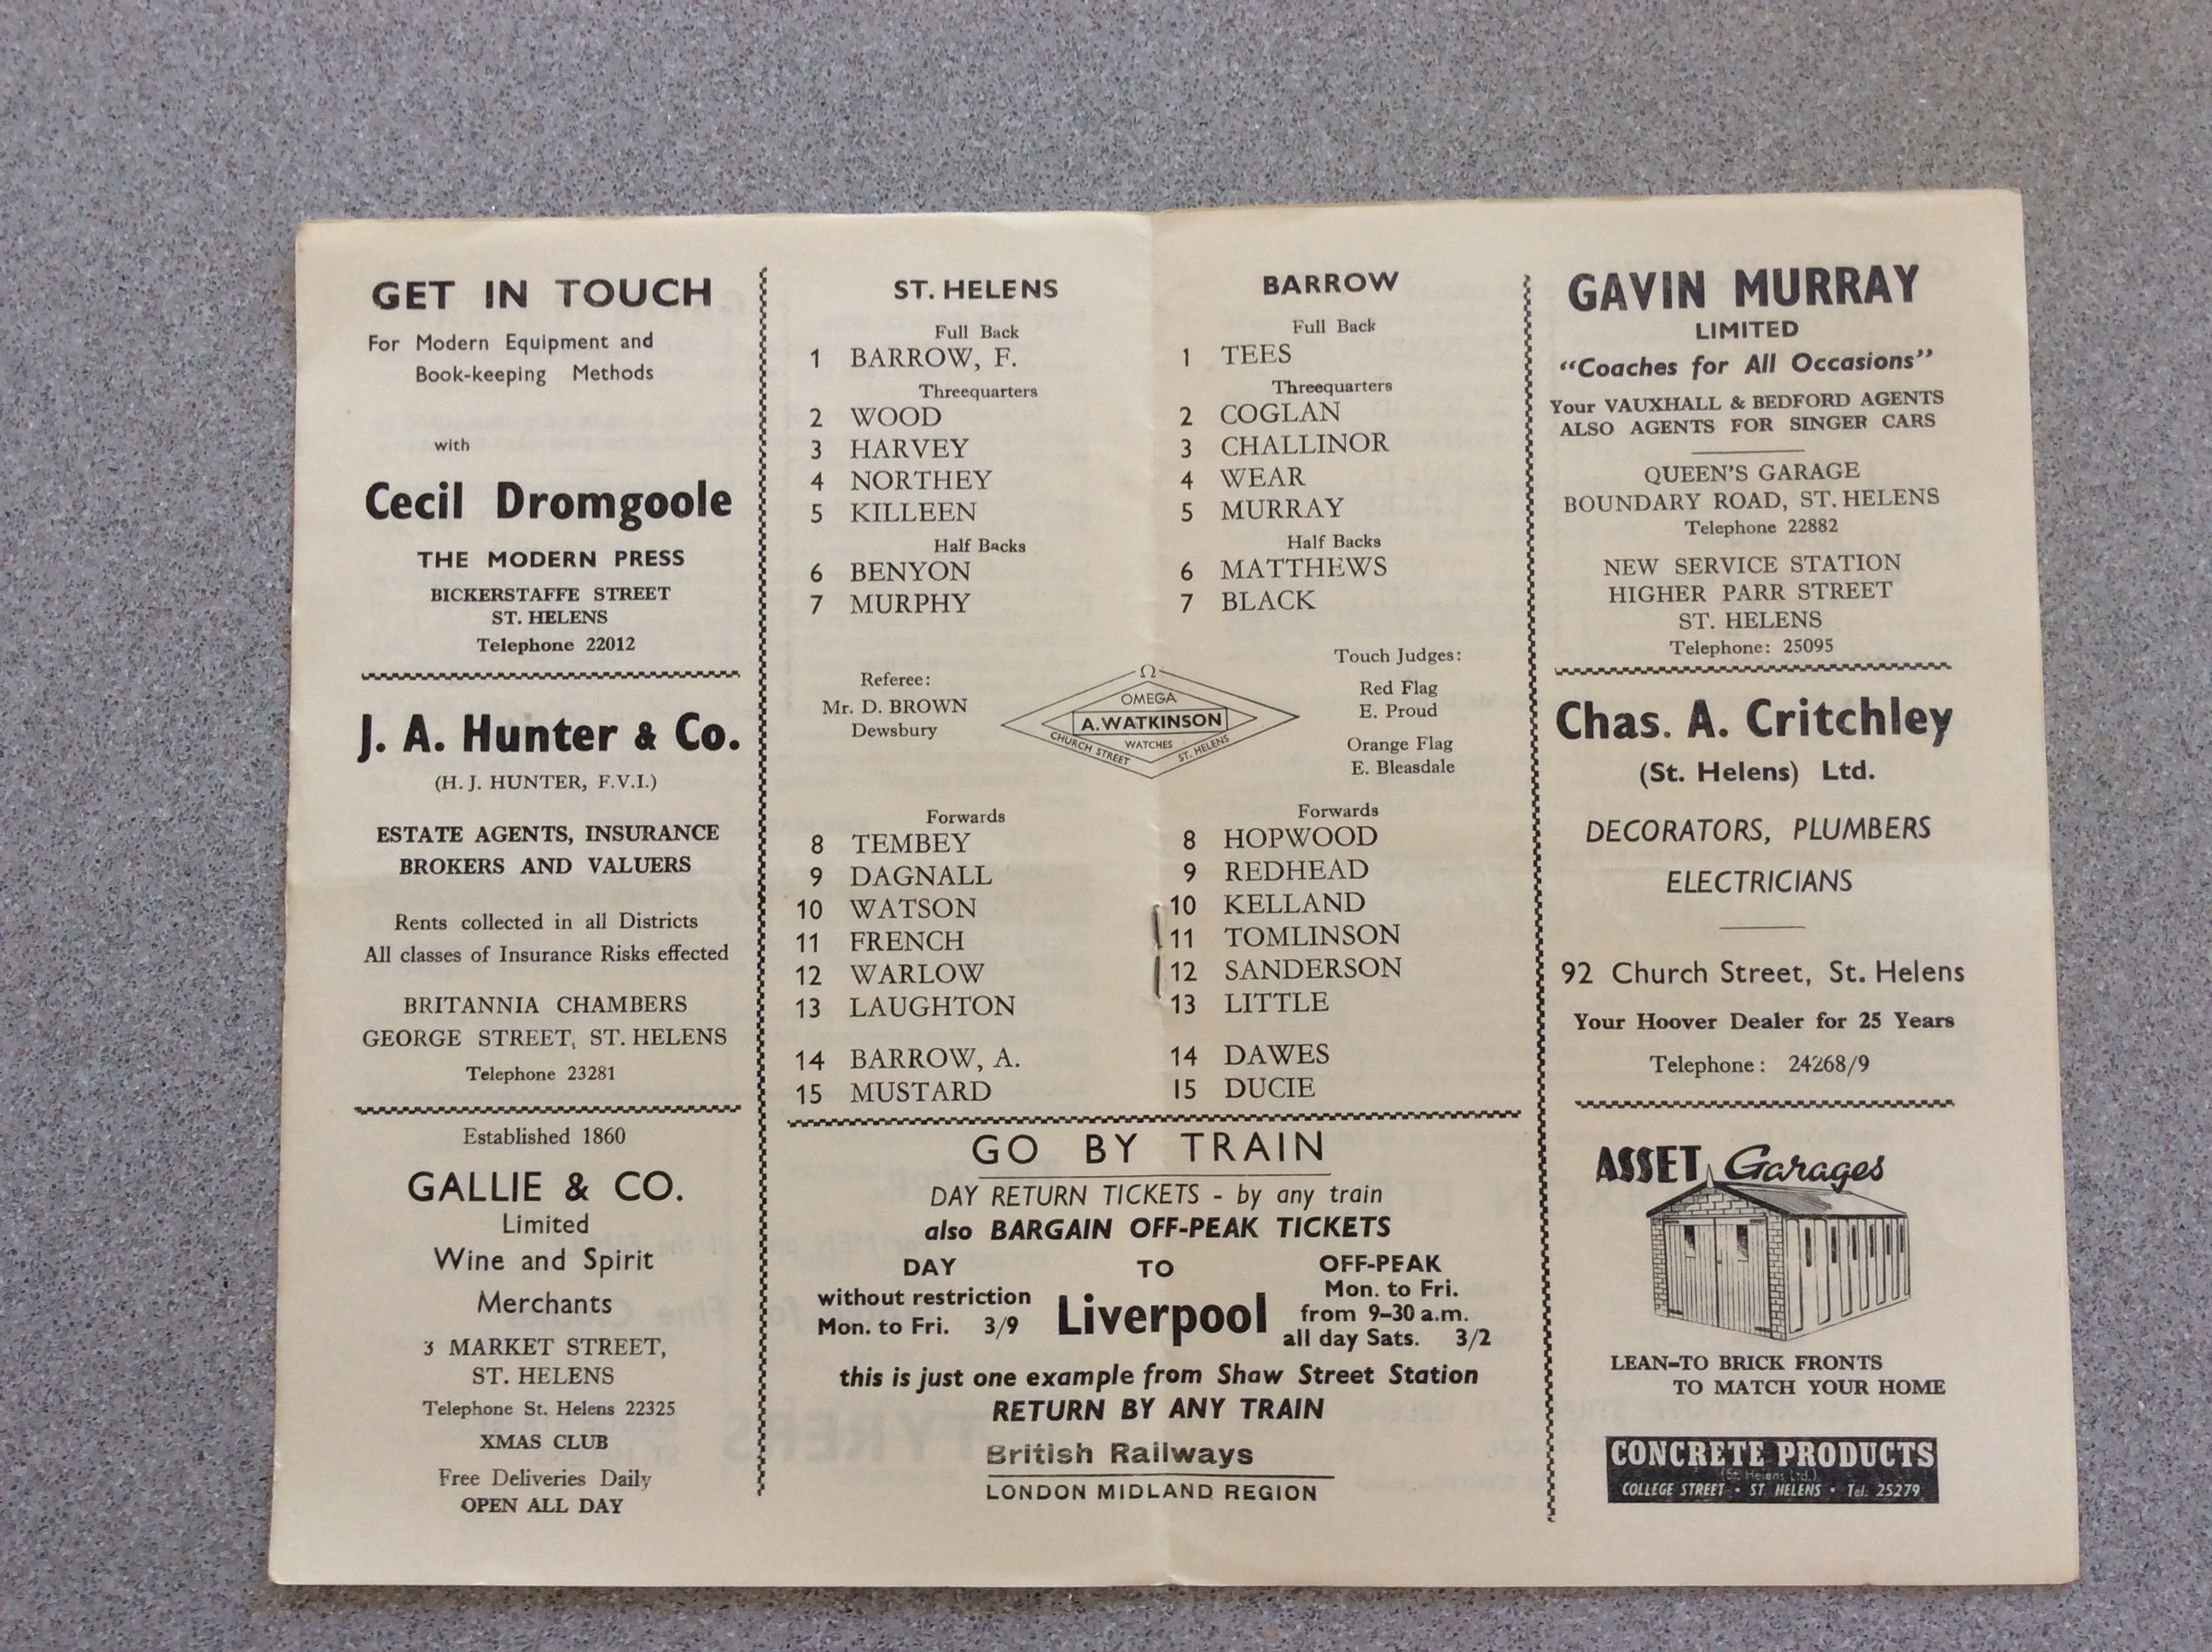 GET IN TOUCH
For Modern Equipment and
Book-keeping Methods
with
Cecil Dromgoole
THE MODERN PRESS
BICKERSTAFFE STREET
ST. HELENS
Telephone 22012
J. A. Hunter & Co.
(H. J. HUNTER, F.V.I.)
ESTATE AGENTS, INSURANCE
BROKERS AND VALUERS
Rents collected in all Districts
All classes of Insurance Risks effected
BRITANNIA CHAMBERS
GEORGE STREET, ST. HELENS
Telephone 23281
Established 1860
GALLIE & CO.
Limited
Wine and Spirit
Merchants
3 MARKET STREET,
ST. HELENS
Telephone St. Helens 22325
XMAS CLUB
Free Deliveries Daily
OPEN ALL DAY
ST. HELENS
Full Back
1 BARROW, F.
Threequarters
2 WOOD
3 HARVEY
4 NORTHEY
5 KILLEEN
Half Backs
6 BENYON
7 MURPHY
Referee:
Mr. D. BROWN
Dewsbury
Forwards
8 TEMBEY
9 DAGNALL
10 WATSON
11 FRENCH
12 WARLOW
13 LAUGHTON
14 BARROW, A.
15 MUSTARD
Ω
OMEGA
A. WATKINSON
WATCHES
CHURCH STREET ST. HELENS
BARROW
Full Back
1 TEES
Threequarters
2 COGLAN
3 CHALLINOR
4 WEAR
5 MURRAY
Half Backs
6 MATTHEWS
7 BLACK
Touch Judges:
Red Flag
E. Proud
Orange Flag
E. Bleasdale
Forwards
8 HOPWOOD
9 REDHEAD
10 KELLAND
11 TOMLINSON
12 SANDERSON
13 LITTLE
14 DAWES
15 DUCIE
GO BY TRAIN
DAY RETURN TICKETS - by any train
also BARGAIN OFF-PEAK TICKETS
DAY
without restriction
Mon. to Fri. 3/9
TO
Liverpool
OFF-PEAK
Mon. to Fri.
from 9-30 a.m.
all day Sats. 3/2
this is just one example from Shaw Street Station
RETURN BY ANY TRAIN
British Railways
LONDON MIDLAND REGION
GAVIN MURRAY
LIMITED
"Coaches for All Occasions"
Your VAUXHALL & BEDFORD AGENTS
ALSO AGENTS FOR SINGER CARS
QUEEN'S GARAGE
BOUNDARY ROAD, ST. HELENS
Telephone 22882
NEW SERVICE STATION
HIGHER PARR STREET
ST. HELENS
Telephone: 25095
Chas. A. Critchley
(St. Helens) Ltd.
DECORATORS, PLUMBERS
ELECTRICIANS
92 Church Street, St. Helens
Your Hoover Dealer for 25 Years
Telephone: 24268/9
ASSET Garages
LEAN-TO BRICK FRONTS
TO MATCH YOUR HOME
CONCRETE PRODUCTS
(St. Helens Ltd.)
COLLEGE STREET • ST. HELENS • Tel: 25279